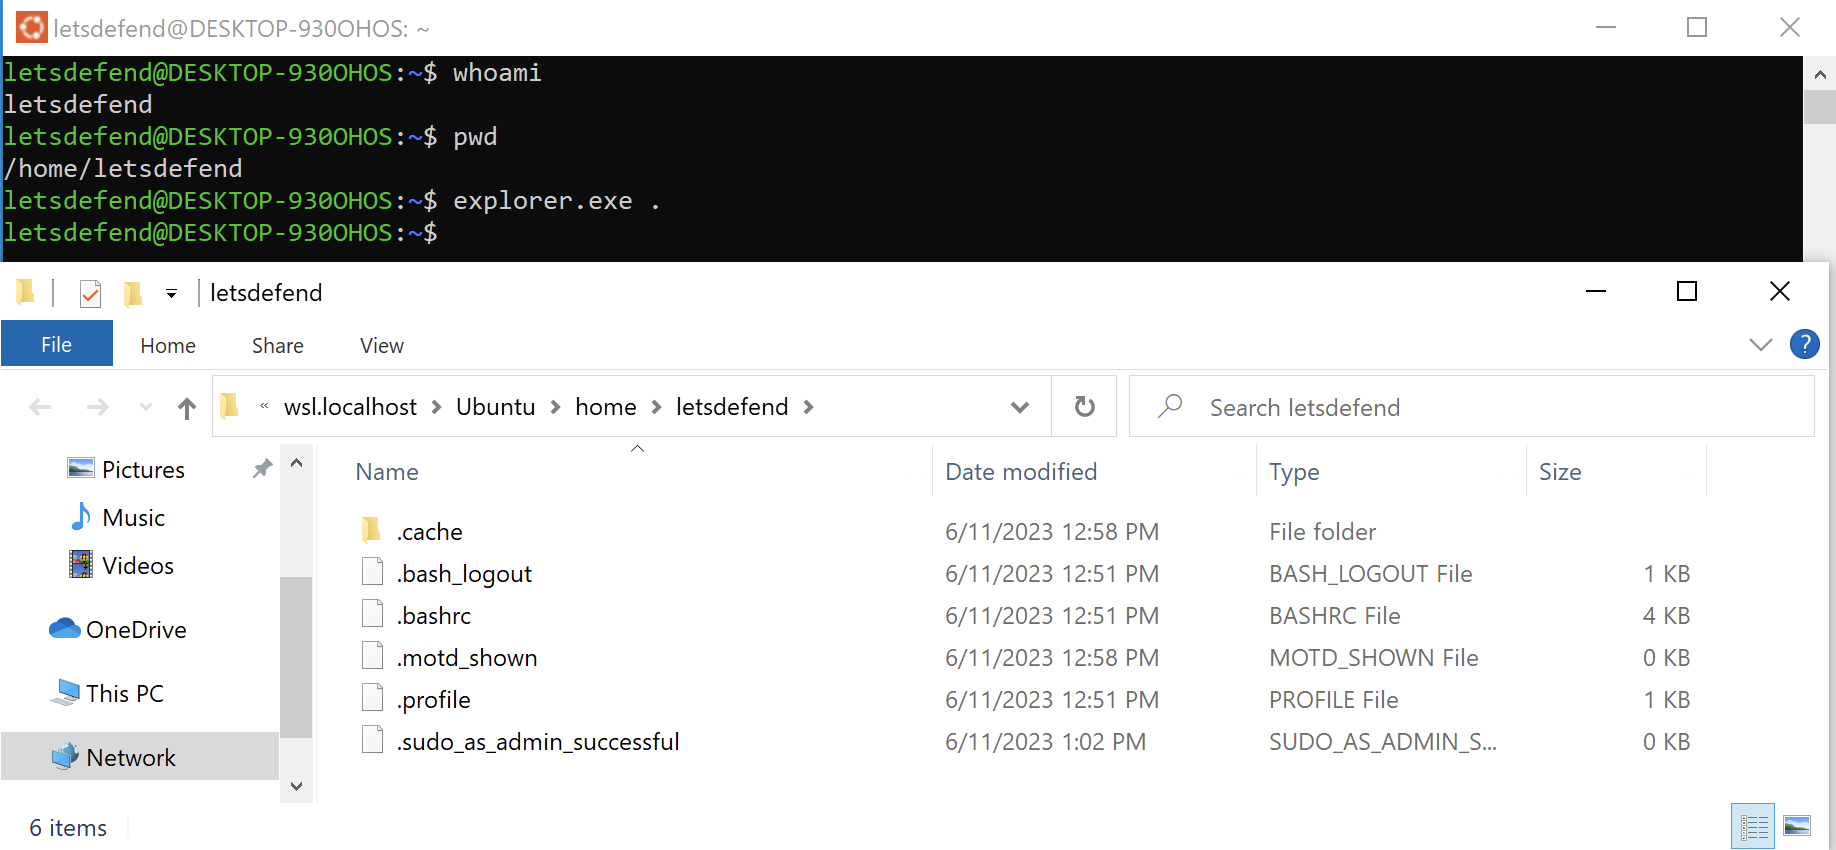 letsdefend@DESKTOP-930OHOS: ~
letsdefend@DESKTOP-930OHOS:~$ whoami
letsdefend
letsdefend@DESKTOP-930OHOS:~$ pwd
/home/letsdefend
letsdefend@DESKTOP-930OHOS:~$ explorer.exe .
letsdefend@DESKTOP-930OHOS:~$
letsdefend
File Home Share View
« wsl.localhost > Ubuntu > home > letsdefend > Search letsdefend
Pictures
Music
Videos
OneDrive
This PC
Network
Name Date modified Type Size
.cache 6/11/2023 12:58 PM File folder
.bash_logout 6/11/2023 12:51 PM BASH_LOGOUT File 1 KB
.bashrc 6/11/2023 12:51 PM BASHRC File 4 KB
.motd_shown 6/11/2023 12:58 PM MOTD_SHOWN File 0 KB
.profile 6/11/2023 12:51 PM PROFILE File 1 KB
.sudo_as_admin_successful 6/11/2023 1:02 PM SUDO_AS_ADMIN_S... 0 KB
6 items